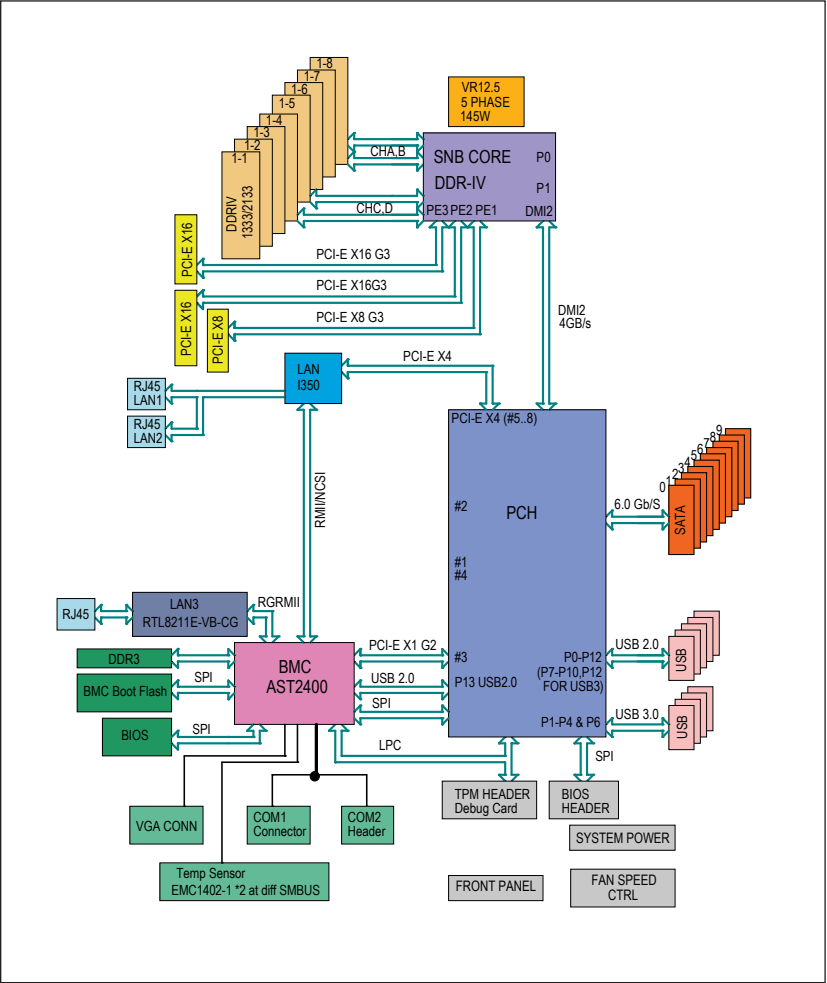 1-8
1-7
1-6
1-5
1-4
1-3
1-2
1-1
DDRIV
1333/2133
VR12.5
5 PHASE
145W
SNB CORE
DDR-IV
P0
P1
PE3 PE2 PE1
DMI2
CHA,B
CHC,D
PCI-E X16
PCI-E X16 G3
PCI-E X16
PCI-E X16G3
PCI-E X8
PCI-E X8 G3
DMI2
4GB/s
LAN
I350
PCI-E X4
RJ45
LAN1
RJ45
LAN2
RMII/NCSI
PCI-E X4 (#5..8)
#2
PCH
#1
#4
#3
P13 USB2.0
P0-P12
(P7-P10,P12
FOR USB3)
P1-P4 & P6
6.0 Gb/S
0
1
2
3
4
5
6
7
8
9
SATA
USB 2.0
USB
USB 3.0
USB
RJ45
LAN3
RTL8211E-VB-CG
RGRMII
DDR3
BMC Boot Flash
SPI
BIOS
SPI
BMC
AST2400
PCI-E X1 G2
USB 2.0
SPI
LPC
SPI
VGA CONN
COM1
Connector
COM2
Header
Temp Sensor
EMC1402-1 *2 at diff SMBUS
TPM HEADER
Debug Card
BIOS
HEADER
SYSTEM POWER
FRONT PANEL
FAN SPEED
CTRL